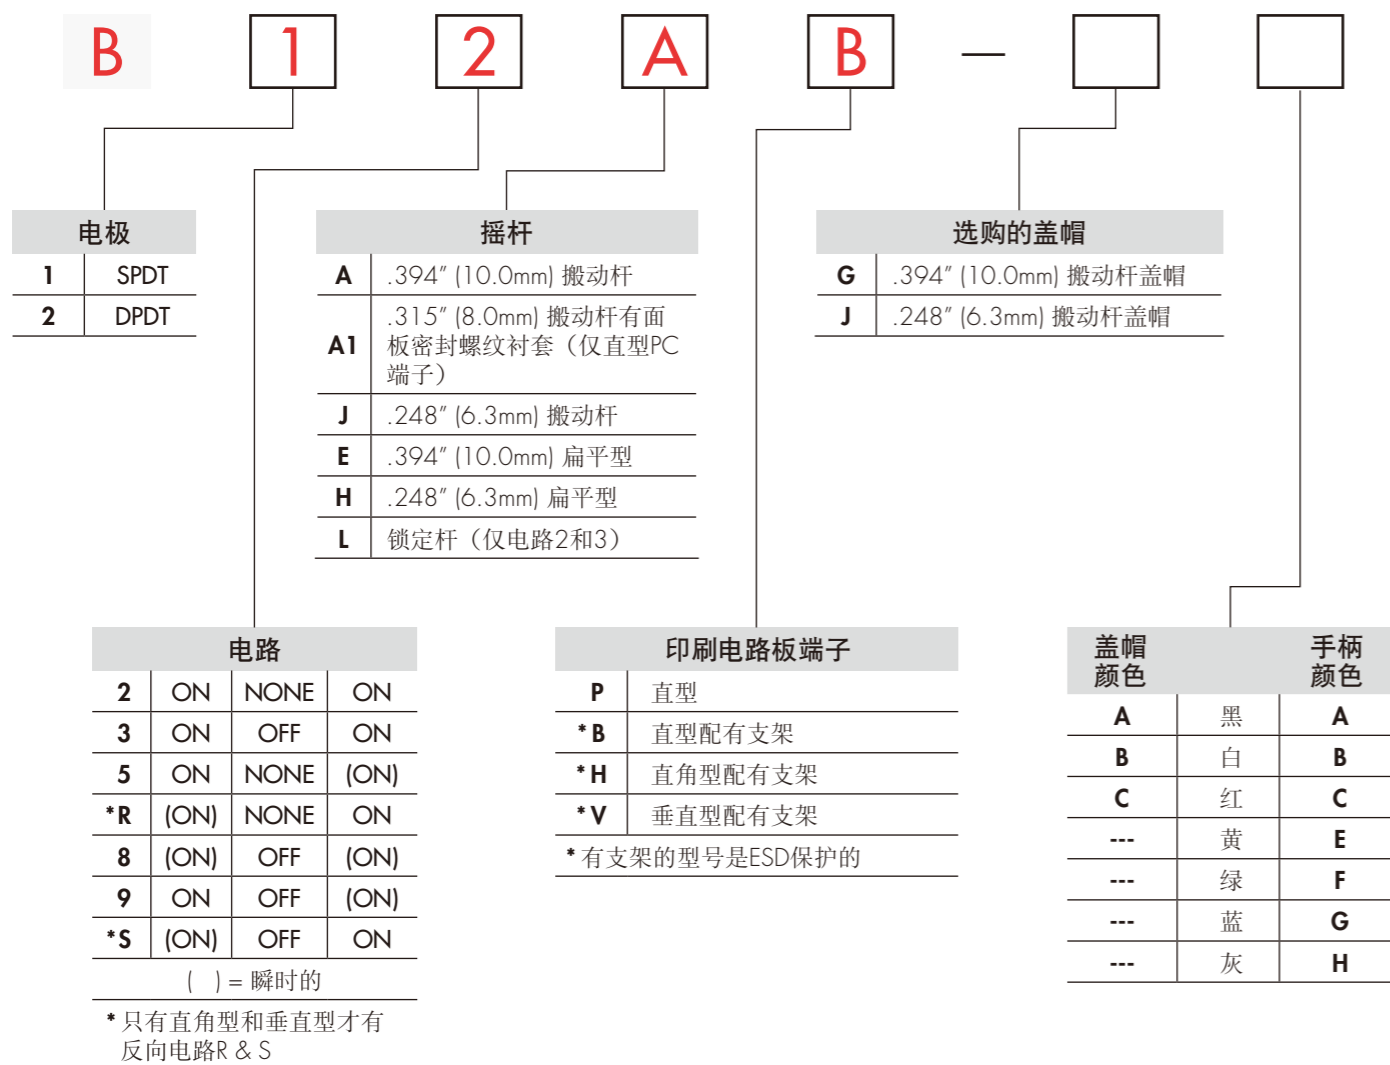 B 1 2 A B —
电极
1 SPDT
2 DPDT
摇杆
A .394" (10.0mm) 搬动杆
A1 .315" (8.0mm) 搬动杆有面
板密封螺纹衬套（仅直型PC
端子）
J .248" (6.3mm) 搬动杆
E .394" (10.0mm) 扁平型
H .248" (6.3mm) 扁平型
L 锁定杆（仅电路2和3）
选购的盖帽
G .394" (10.0mm) 搬动杆盖帽
J .248" (6.3mm) 搬动杆盖帽
电路
2 ON NONE ON
3 ON OFF ON
5 ON NONE (ON)
*R (ON) NONE ON
8 (ON) OFF (ON)
9 ON OFF (ON)
*S (ON) OFF ON
( ) = 瞬时的
* 只有直角型和垂直型才有
反向电路R & S
印刷电路板端子
P 直型
*B 直型配有支架
*H 直角型配有支架
*V 垂直型配有支架
* 有支架的型号是ESD保护的
盖帽 手柄
颜色 颜色
A 黑 A
B 白 B
C 红 C
--- 黄 E
--- 绿 F
--- 蓝 G
--- 灰 H